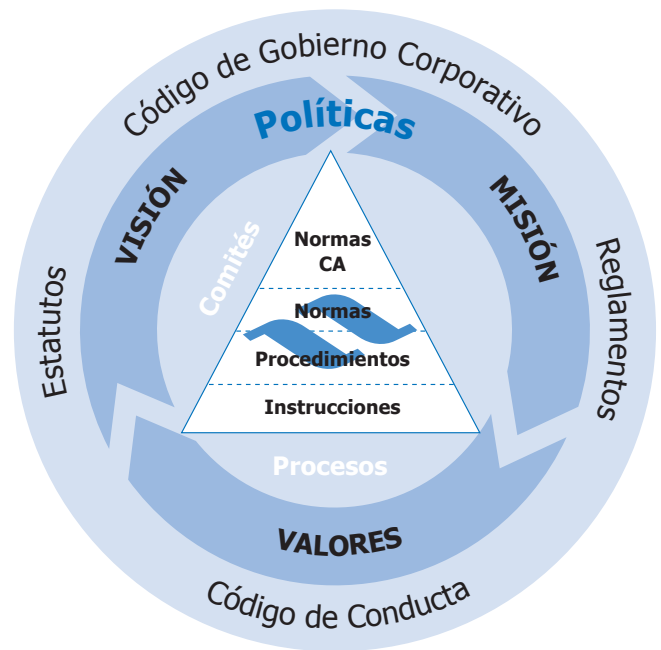 Código de Gobierno Corporativo
Políticas
VISIÓN
MISIÓN
Comités
Normas
CA
Reglamentos
Estatutos
Normas
Procedimientos
Instrucciones
Procesos
VALORES
Código de Conducta